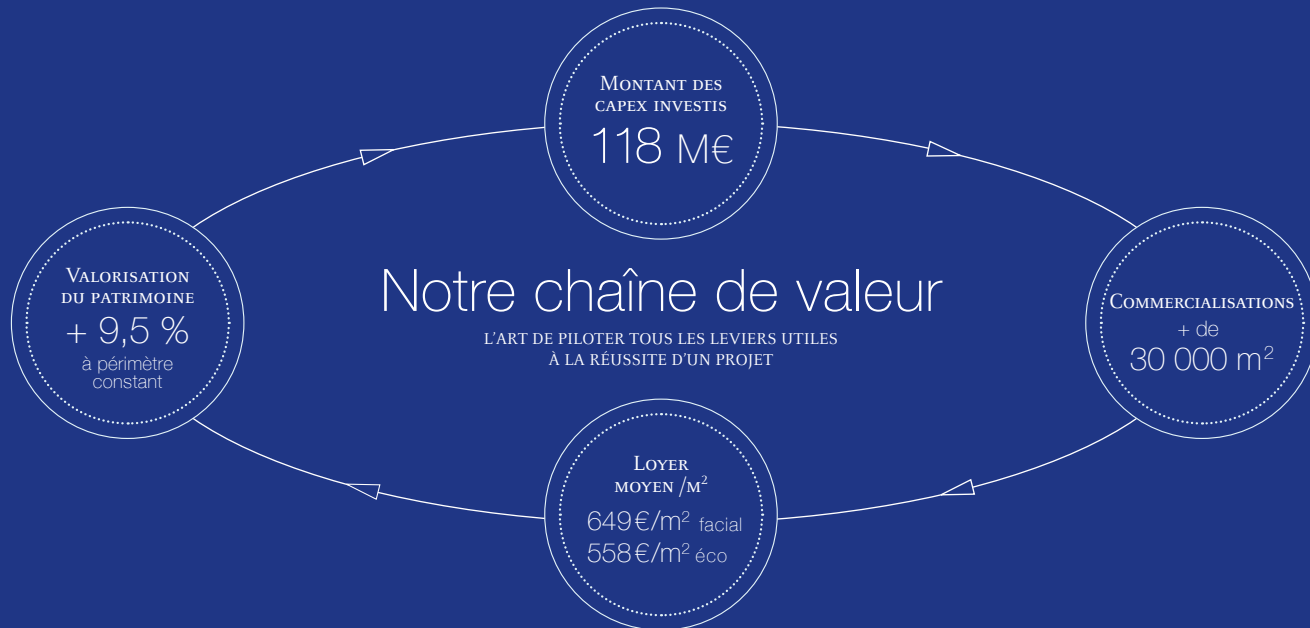 Montant des
capex investis
118 M€
Valorisation
du patrimoine
+ 9,5 %
à périmètre
constant
Notre chaîne de valeur
L'ART DE PILOTER TOUS LES LEVIERS UTILES
À LA RÉUSSITE D'UN PROJET
Commercialisations
+ de
30 000 m²
Loyer
moyen /m²
649 €/m² facial
558 €/m² éco